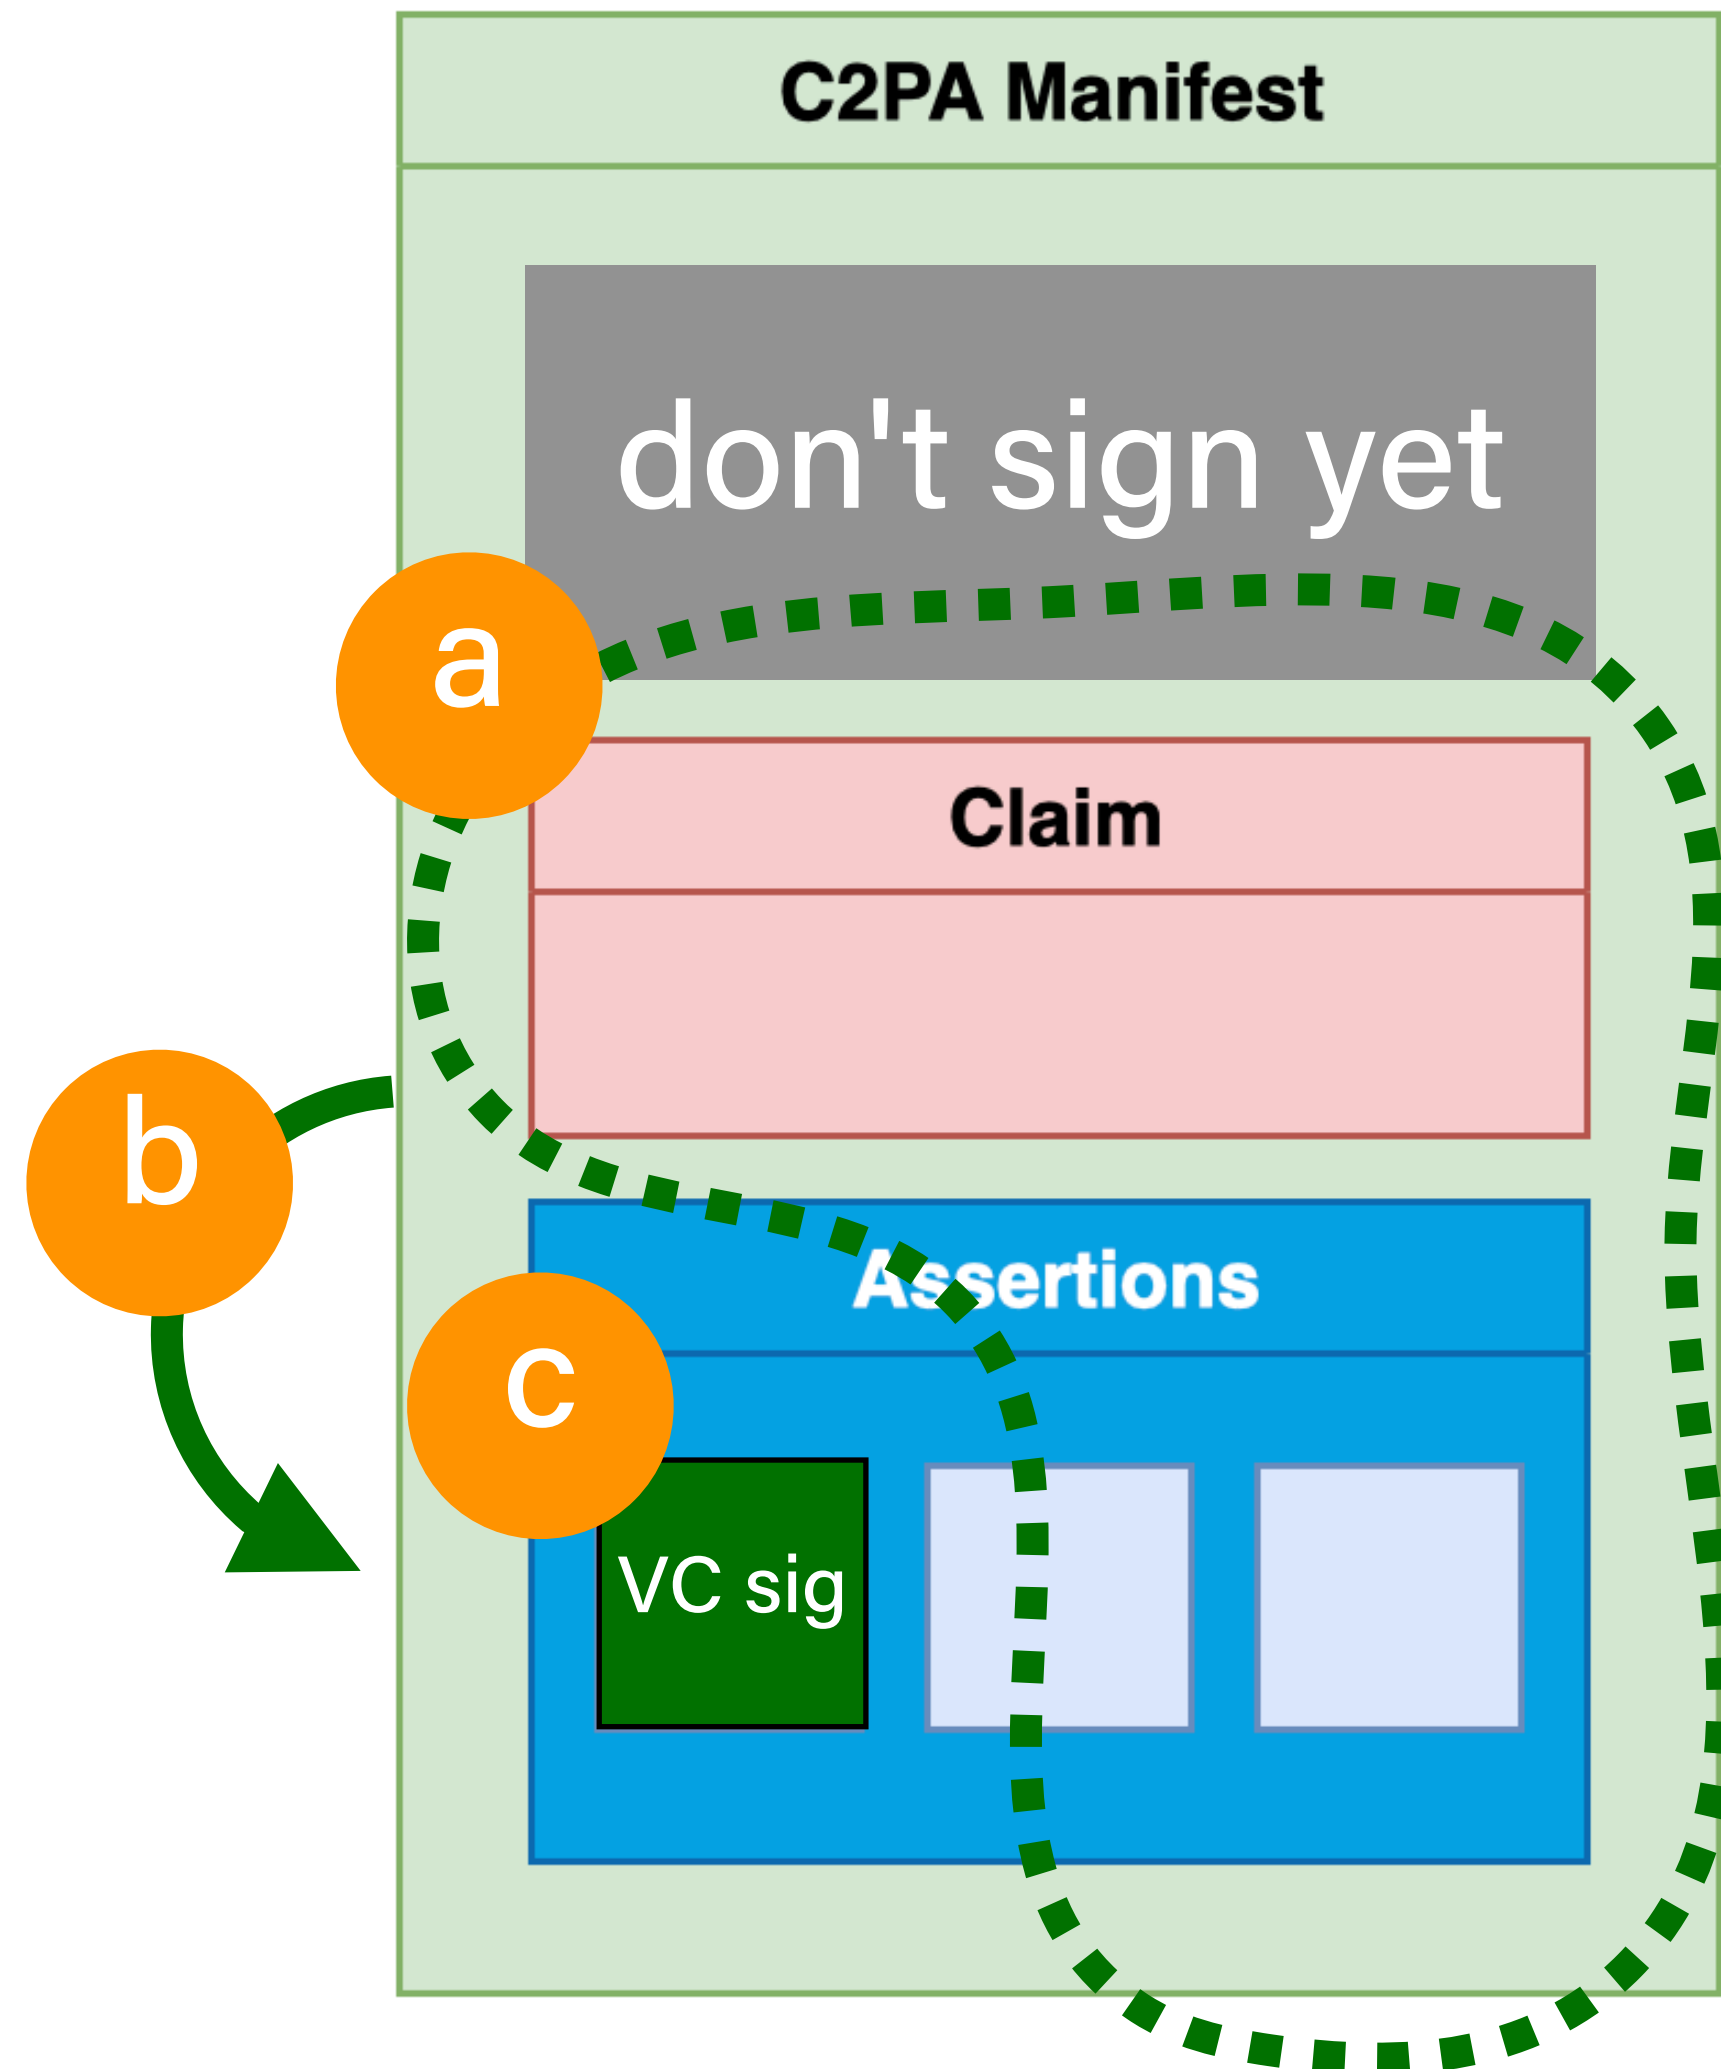 C2PA Manifest
don't sign yet
a
Claim
b
Assertions
c
VC sig